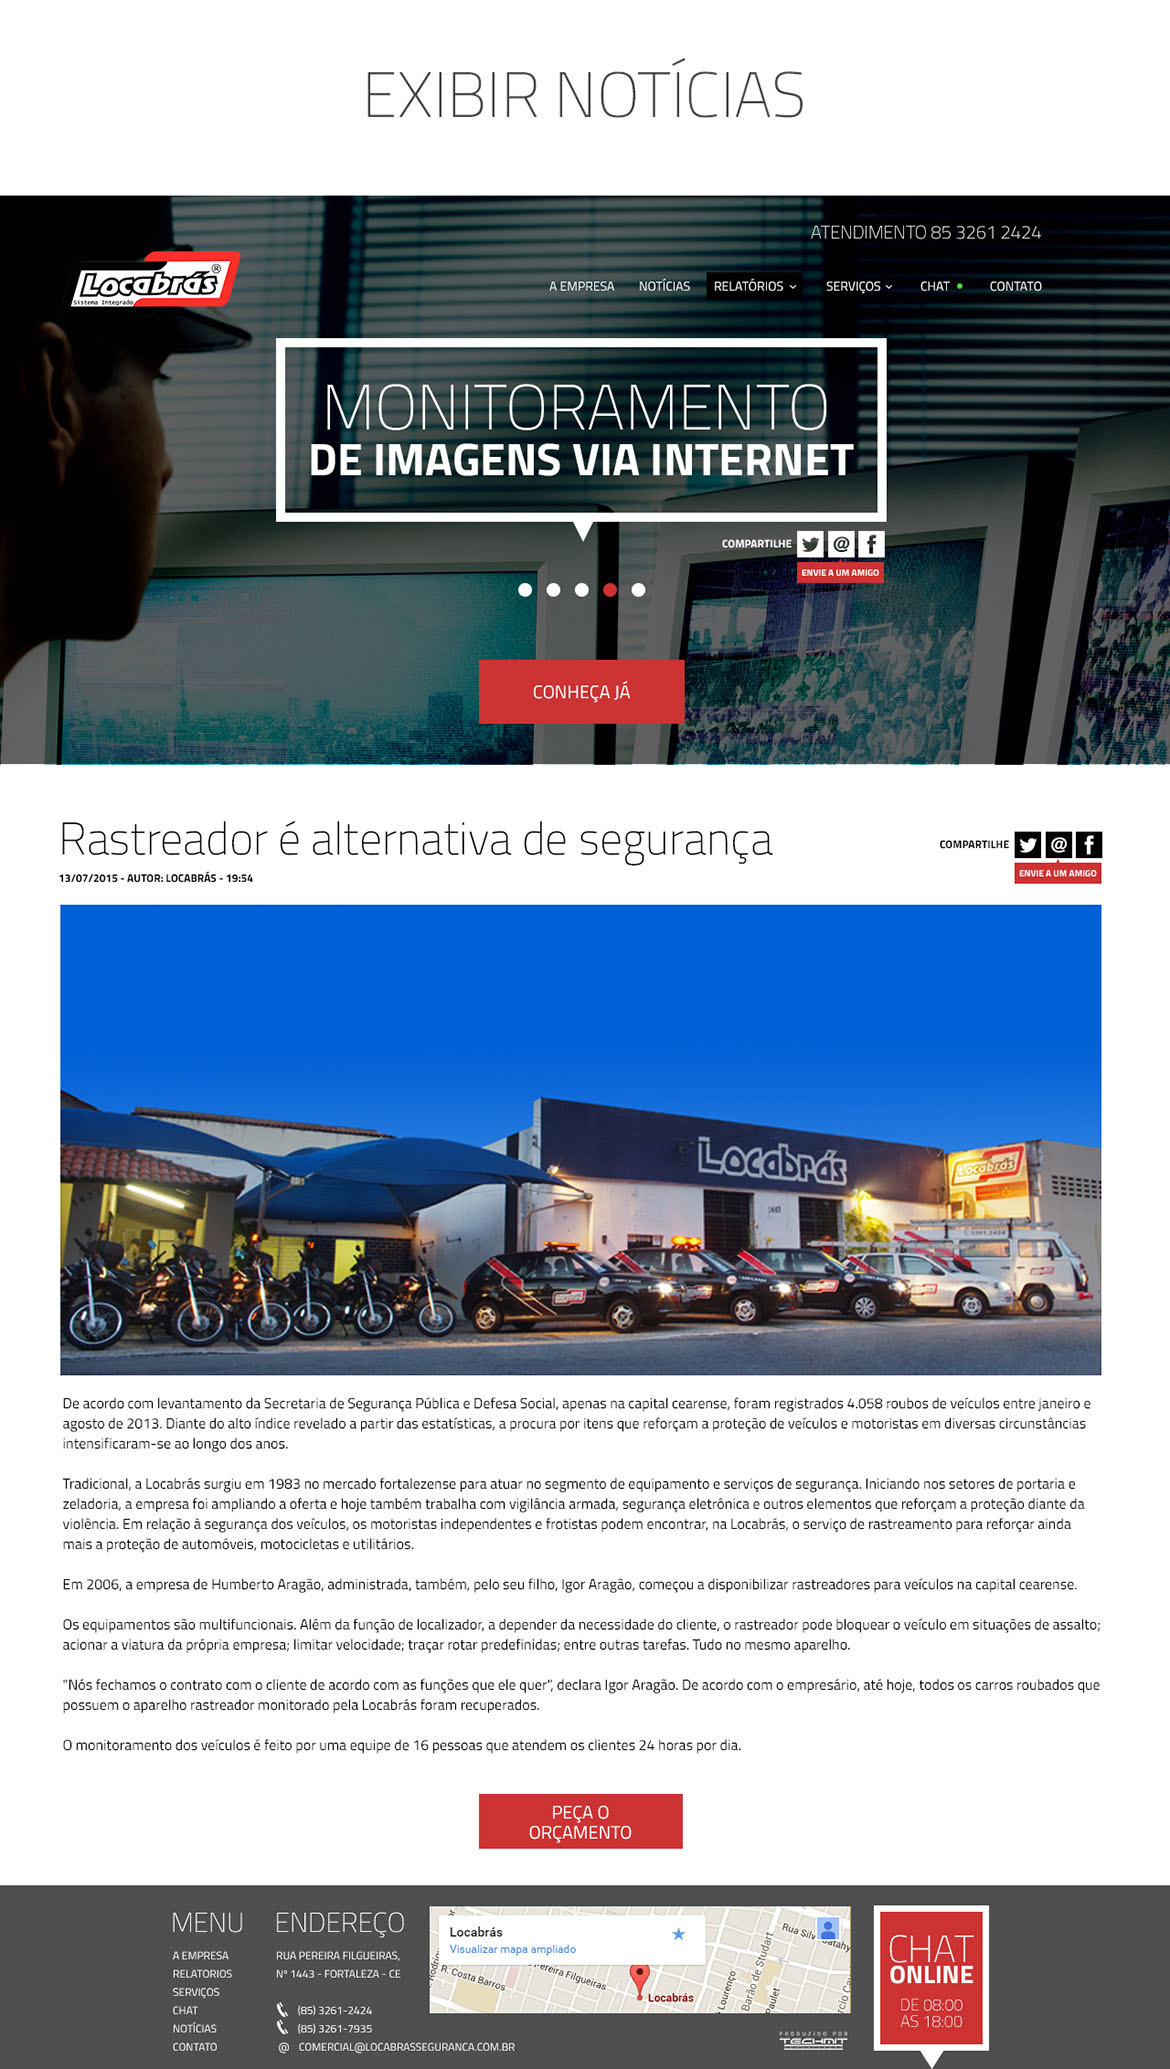 EXIBIR NOTÍCIAS
ATENDIMENTO 85 3261 2424
Locabrás®
Sistema Integrado
A EMPRESA NOTÍCIAS RELATÓRIOS SERVIÇOS CHAT CONTATO
MONITORAMENTO
DE IMAGENS VIA INTERNET
COMPARTILHE
ENVIE A UM AMIGO
CONHEÇA JÁ
Rastreador é alternativa de segurança
13/07/2015 - AUTOR: LOCABRÁS - 19:54
COMPARTILHE
ENVIE A UM AMIGO
Locabrás
Locabrás
1443
3261.2424
De acordo com levantamento da Secretaria de Segurança Pública e Defesa Social, apenas na capital cearense, foram registrados 4.058 roubos de veículos entre janeiro e
agosto de 2013. Diante do alto índice revelado a partir das estatísticas, a procura por itens que reforçam a proteção de veículos e motoristas em diversas circunstâncias
intensificaram-se ao longo dos anos.
Tradicional, a Locabrás surgiu em 1983 no mercado fortalezense para atuar no segmento de equipamento e serviços de segurança. Iniciando nos setores de portaria e
zeladoria, a empresa foi ampliando a oferta e hoje também trabalha com vigilância armada, segurança eletrônica e outros elementos que reforçam a proteção diante da
violência. Em relação à segurança dos veículos, os motoristas independentes e frotistas podem encontrar, na Locabrás, o serviço de rastreamento para reforçar ainda
mais a proteção de automóveis, motocicletas e utilitários.
Em 2006, a empresa de Humberto Aragão, administrada, também, pelo seu filho, Igor Aragão, começou a disponibilizar rastreadores para veículos na capital cearense.
Os equipamentos são multifuncionais. Além da função de localizador, a depender da necessidade do cliente, o rastreador pode bloquear o veículo em situações de assalto;
acionar a viatura da própria empresa; limitar velocidade; traçar rotar predefinidas; entre outras tarefas. Tudo no mesmo aparelho.
"Nós fechamos o contrato com o cliente de acordo com as funções que ele quer", declara Igor Aragão. De acordo com o empresário, até hoje, todos os carros roubados que
possuem o aparelho rastreador monitorado pela Locabrás foram recuperados.
O monitoramento dos veículos é feito por uma equipe de 16 pessoas que atendem os clientes 24 horas por dia.
PEÇA O
ORÇAMENTO
MENU
A EMPRESA
RELATORIOS
SERVIÇOS
CHAT
NOTÍCIAS
CONTATO
ENDEREÇO
RUA PEREIRA FILGUEIRAS,
Nº 1443 - FORTALEZA - CE
(85) 3261-2424
(85) 3261-7935
@ COMERCIAL@LOCABRASSEGURANCA.COM.BR
Locabrás
Visualizar mapa ampliado
R. Costa Barros
Pereira Filgueiras
Locabrás
Lourenço
Barão de Studart
Rua Silva
PRODUZIDO POR
TECHMIT
CHAT
ONLINE
DE 08:00
AS 18:00